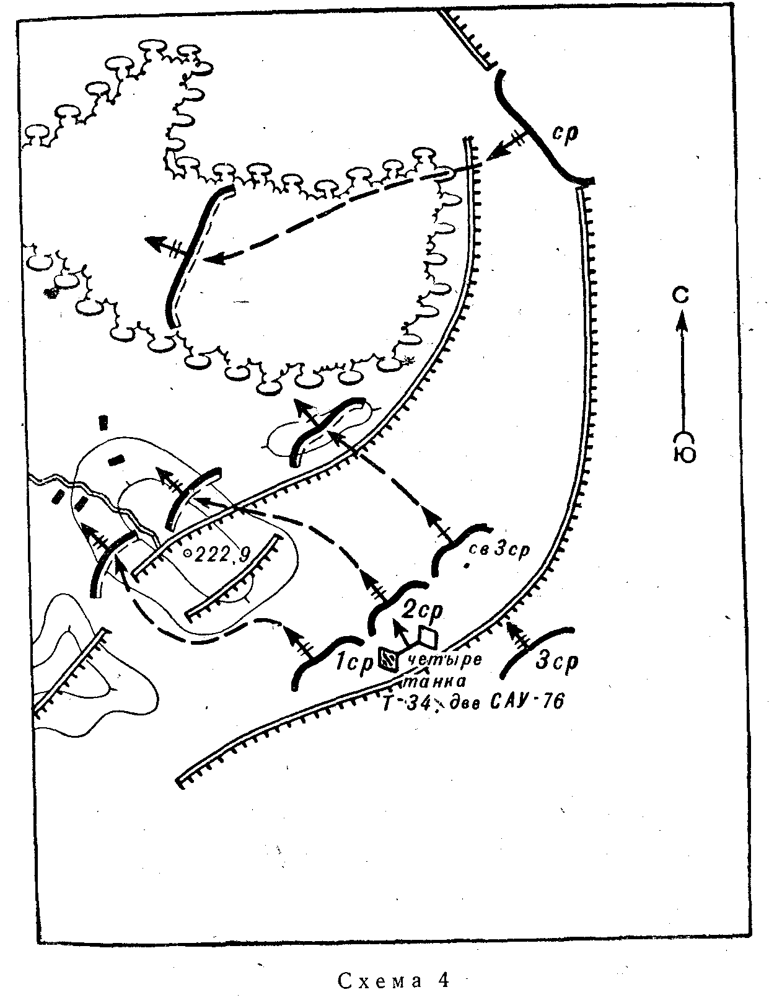 ср
С
Ю
св 3ср
222,9
2ср
1ср
3ср
четыре
танка
Т-34, две САУ-76
Схема 4